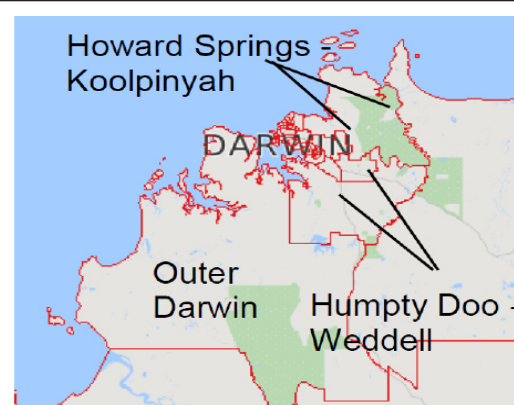 Howard Springs -
Koolpinyah
DARWIN
Outer
Darwin
Humpty Doo -
Weddell